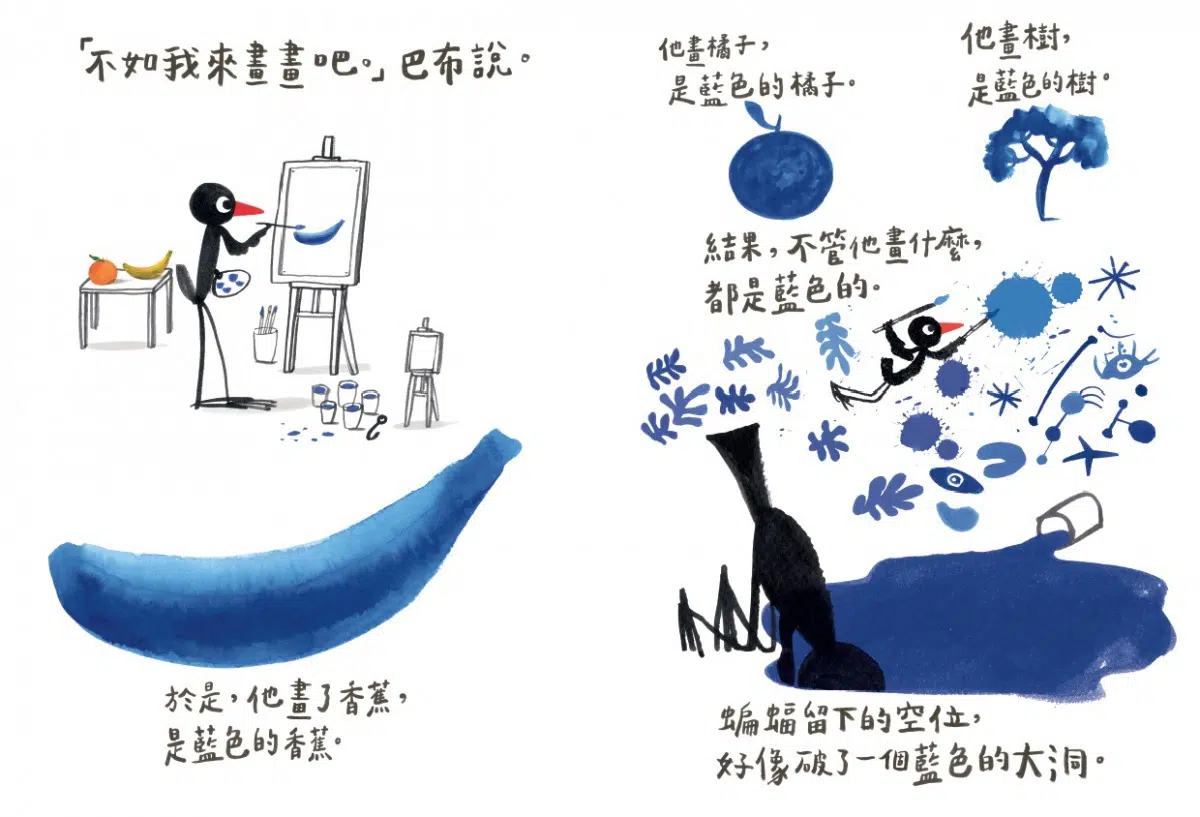 「不如我來畫畫吧。」巴布說。
於是，他畫了香蕉，
是藍色的香蕉。
他畫橘子，
是藍色的橘子。
他畫樹，
是藍色的樹。
結果，不管他畫什麼，
都是藍色的。
蝙蝠留下的空位，
好像破了一個藍色的大洞。